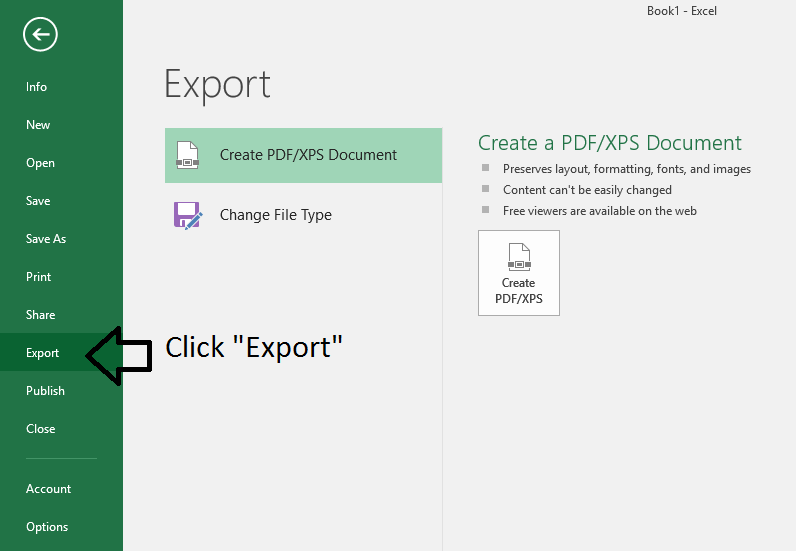 Book1 - Excel
Info
New
Open
Save
Save As
Print
Share
Export
Publish
Close
Account
Options
Export
Create PDF/XPS Document
Change File Type
Click "Export"
Create a PDF/XPS Document
Preserves layout, formatting, fonts, and images
Content can't be easily changed
Free viewers are available on the web
Create
PDF/XPS